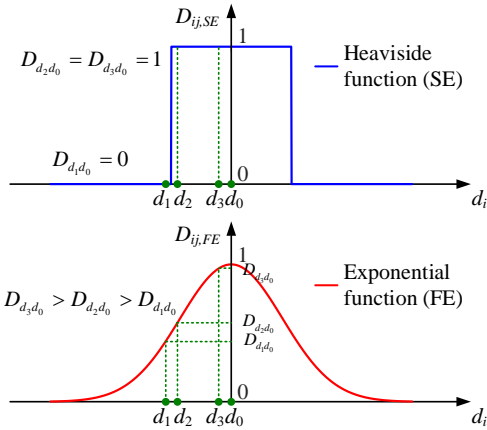 D_{ij,SE}
1
D_{d_2d_0} = D_{d_3d_0} = 1
Heaviside
function (SE)
D_{d_1d_0} = 0
0
d_1 d_2 d_3 d_0 d_i
D_{ij,FE}
1
D_{d_3d_0}
Exponential
function (FE)
D_{d_3d_0} > D_{d_2d_0} > D_{d_1d_0}
D_{d_2d_0}
D_{d_1d_0}
0
d_1 d_2 d_3 d_0 d_i